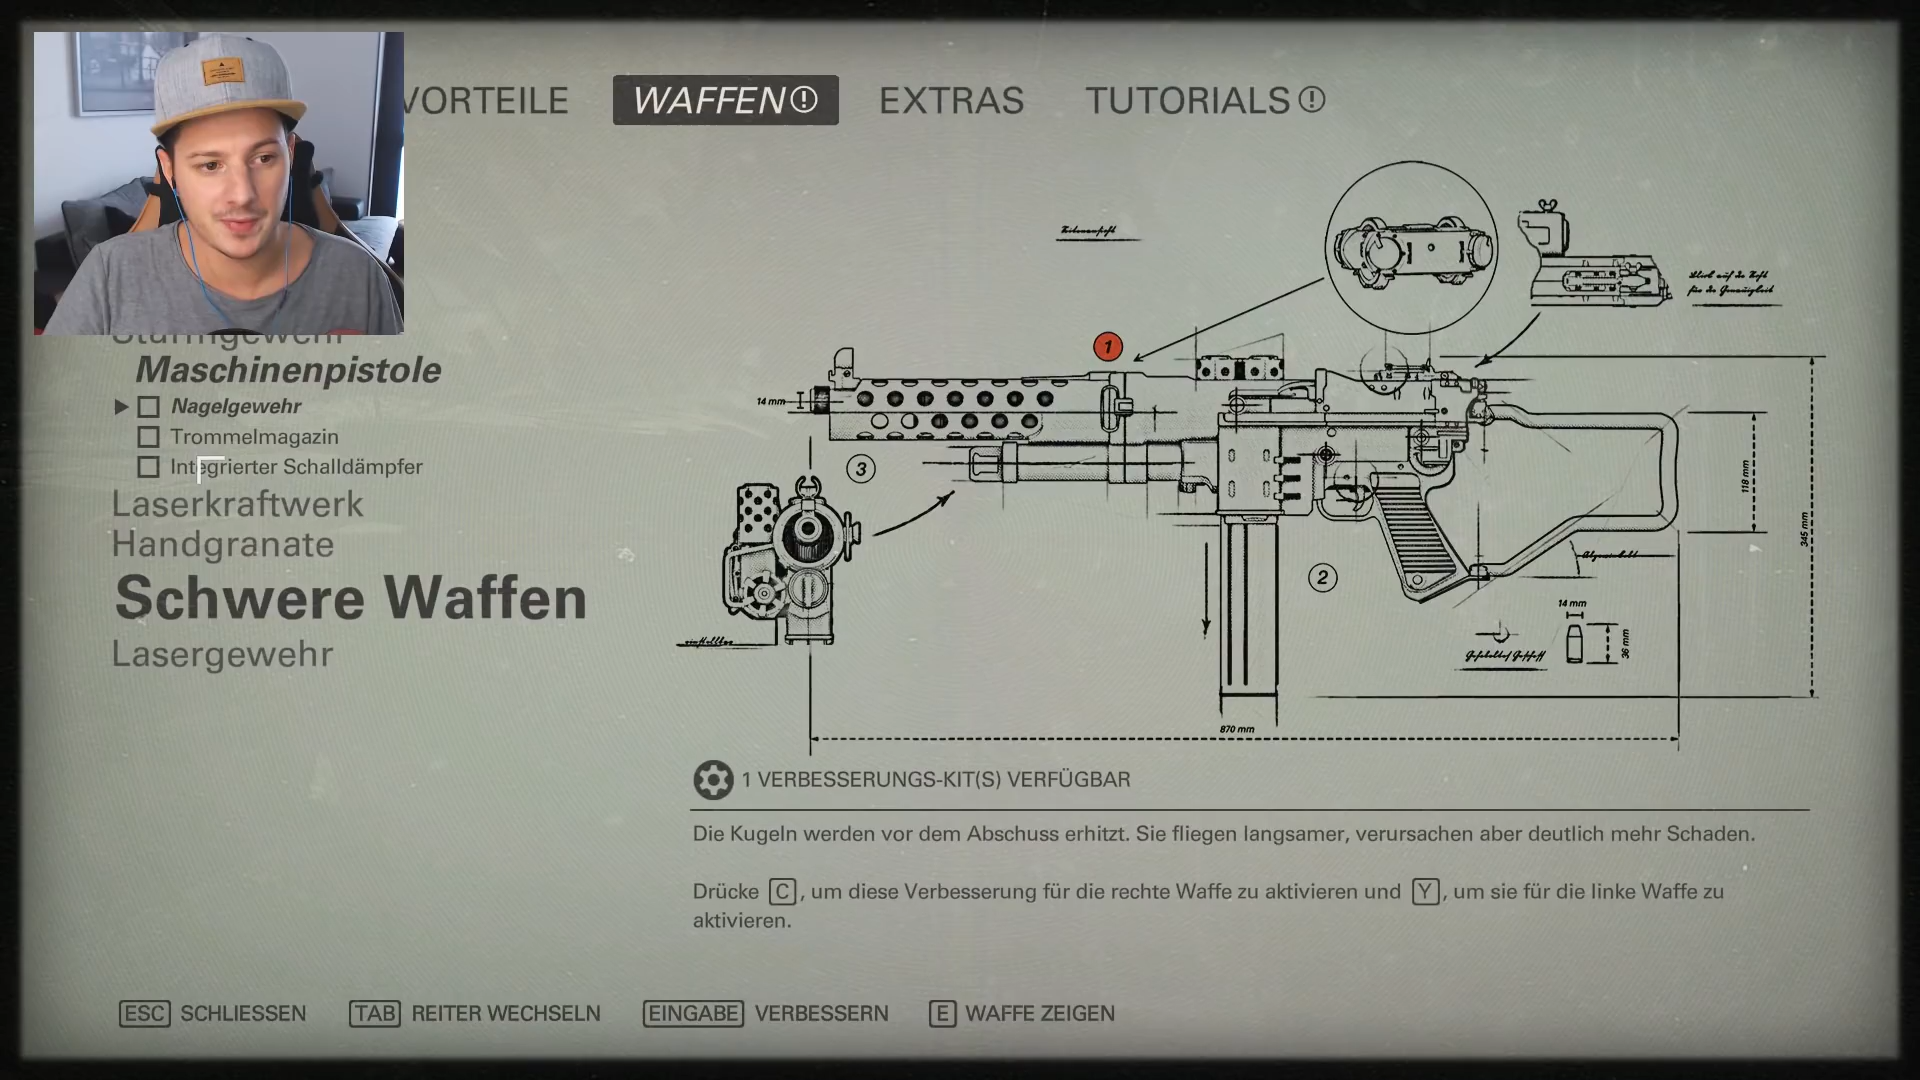 VORTEILE WAFFEN EXTRAS TUTORIALS
Sturmgewehr
Maschinenpistole
Nagelgewehr
Trommelmagazin
Integrierter Schalldämpfer
Laserkraftwerk
Handgranate
Schwere Waffen
Lasergewehr
1
14 mm
3
2
118 mm
345 mm
14 mm
36 mm
870 mm
1 VERBESSERUNGS-KIT(S) VERFÜGBAR
Die Kugeln werden vor dem Abschuss erhitzt. Sie fliegen langsamer, verursachen aber deutlich mehr Schaden.
Drücke C, um diese Verbesserung für die rechte Waffe zu aktivieren und Y, um sie für die linke Waffe zu
aktivieren.
ESC SCHLIESSEN TAB REITER WECHSELN EINGABE VERBESSERN E WAFFE ZEIGEN